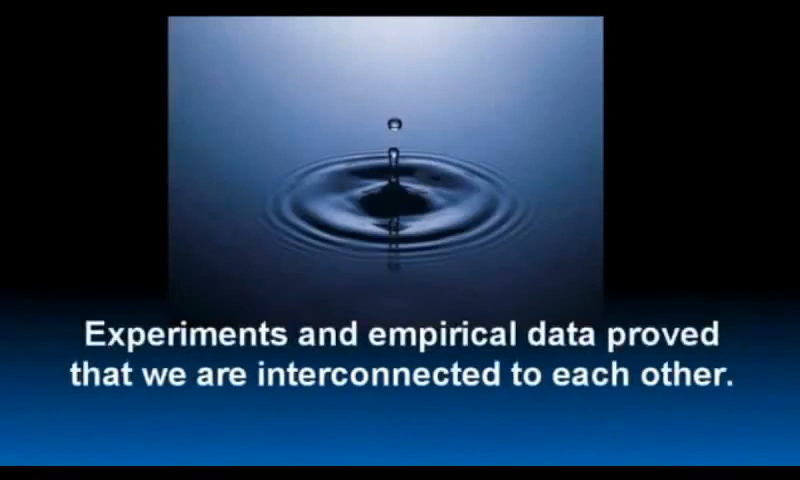 Experiments and empirical data proved
that we are interconnected to each other.